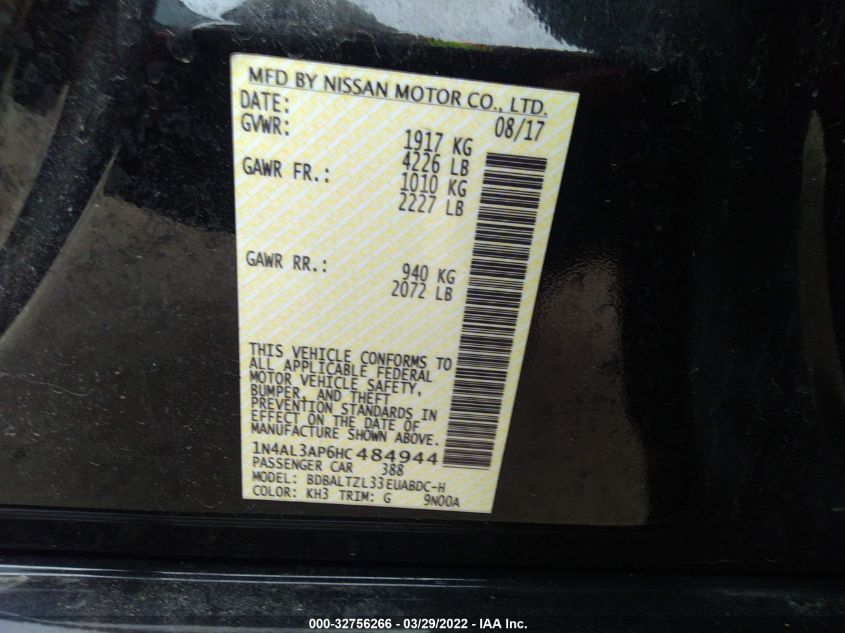 MFD BY NISSAN MOTOR CO., LTD.
DATE: 08/17
GVWR: 1917 KG
4226 LB
GAWR FR.: 1010 KG
2227 LB
GAWR RR.: 940 KG
2072 LB
THIS VEHICLE CONFORMS TO
ALL APPLICABLE FEDERAL
MOTOR VEHICLE SAFETY,
BUMPER, AND THEFT
PREVENTION STANDARDS IN
EFFECT ON THE DATE OF
MANUFACTURE SHOWN ABOVE.
1N4AL3AP6HC484944
PASSENGER CAR 388
MODEL: BDBALTZL33EUABDC-H
COLOR: KH3 TRIM: G 9N00A
000-32756266 - 03/29/2022 - IAA Inc.